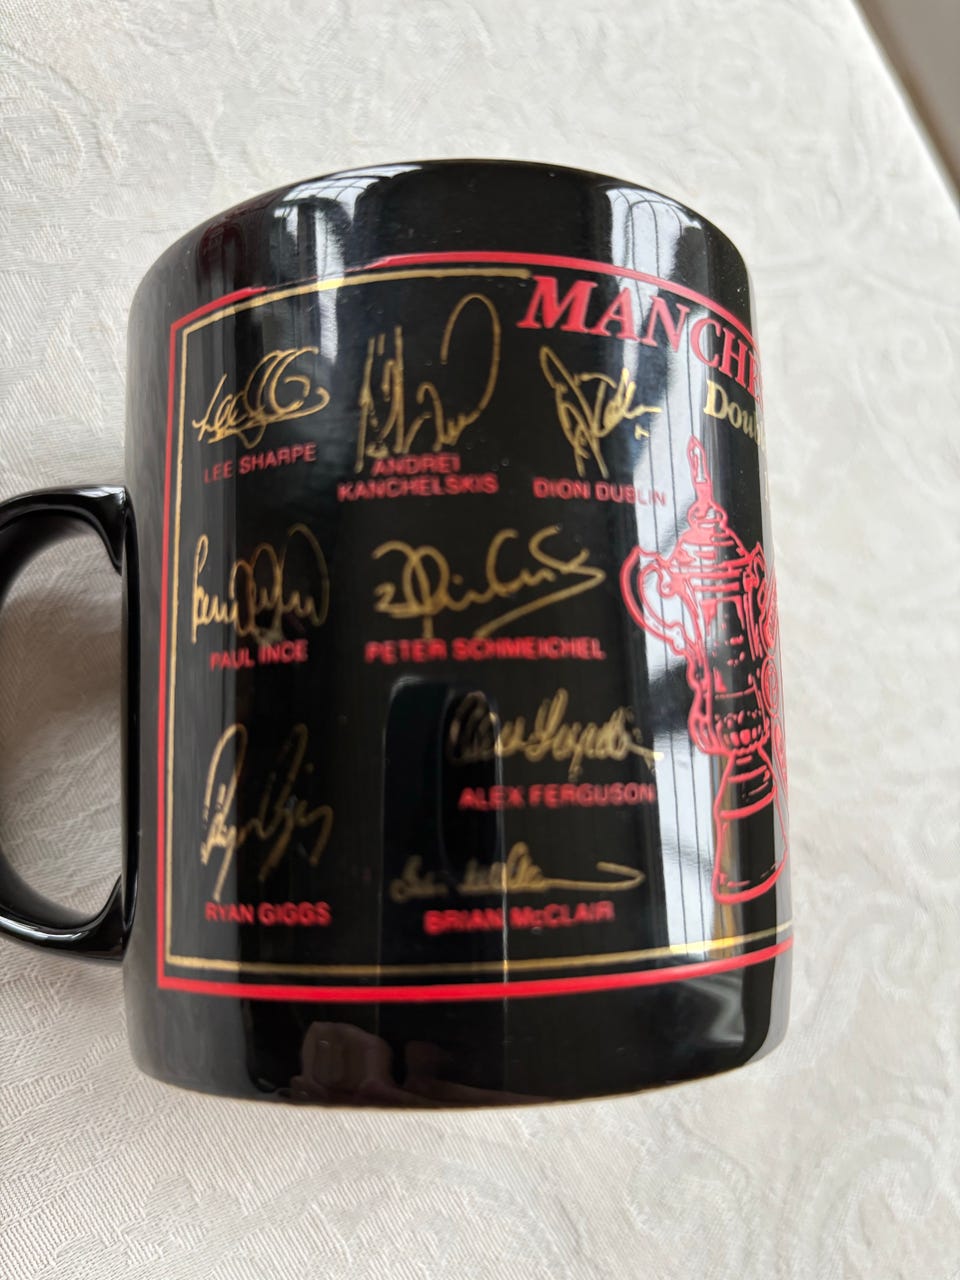 MANCHE
Doub
LEE SHARPE
ANDREI
KANCHELSKIS
DION DUBLIN
PAUL INCE
PETER SCHMEICHEL
ALEX FERGUSON
RYAN GIGGS
BRIAN McCLAIR